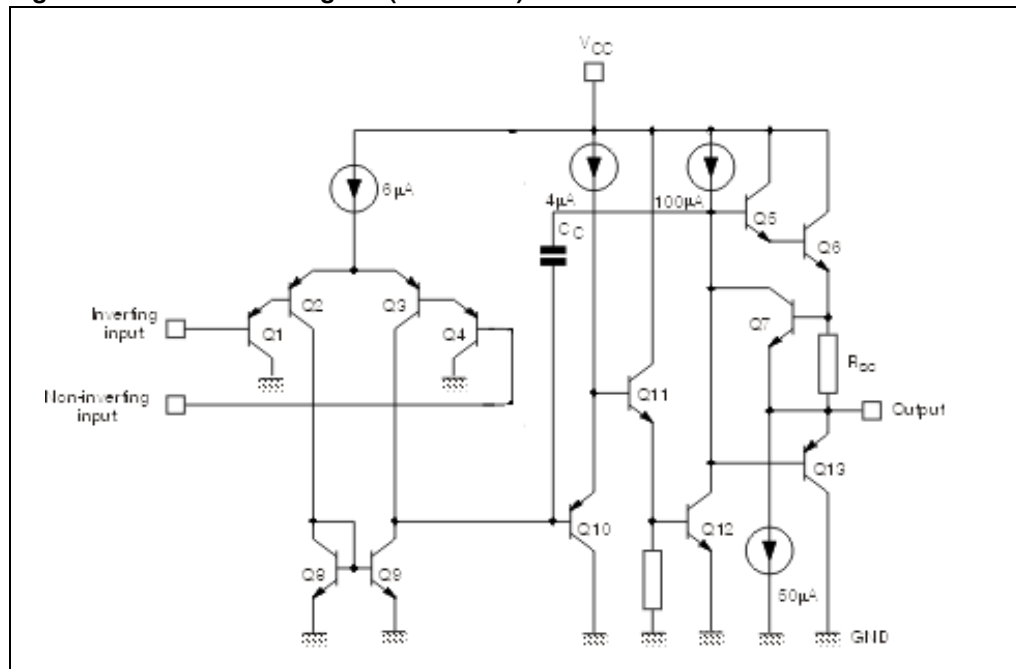 V_CC
6µA
4µA
100µA
C_C
Q5
Q6
Q2
Q3
Inverting
input
Q1
Q4
Q7
R_SC
Non-inverting
input
Q11
Output
Q13
Q10
Q12
Q8
Q9
50µA
GND